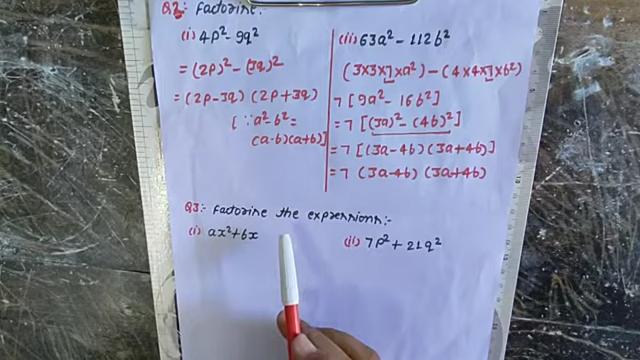 Q2:- Factorize:
(i) 4p² - 9q²
= (2p)² - (3q)²
= (2p-3q) (2p+3q)
[∵ a²-b² =
(a-b)(a+b)]
(ii) 63a² - 112b²
(3×3×7×a²) - (4×4×7×b²)
7 [9a² - 16b²]
= 7 [(3a)² - (4b)²]
= 7 [(3a-4b) (3a+4b)]
= 7 (3a-4b) (3a+4b)
Q3:- Factorize the expressions:-
(i) ax²+bx
(ii) 7p² + 21q²